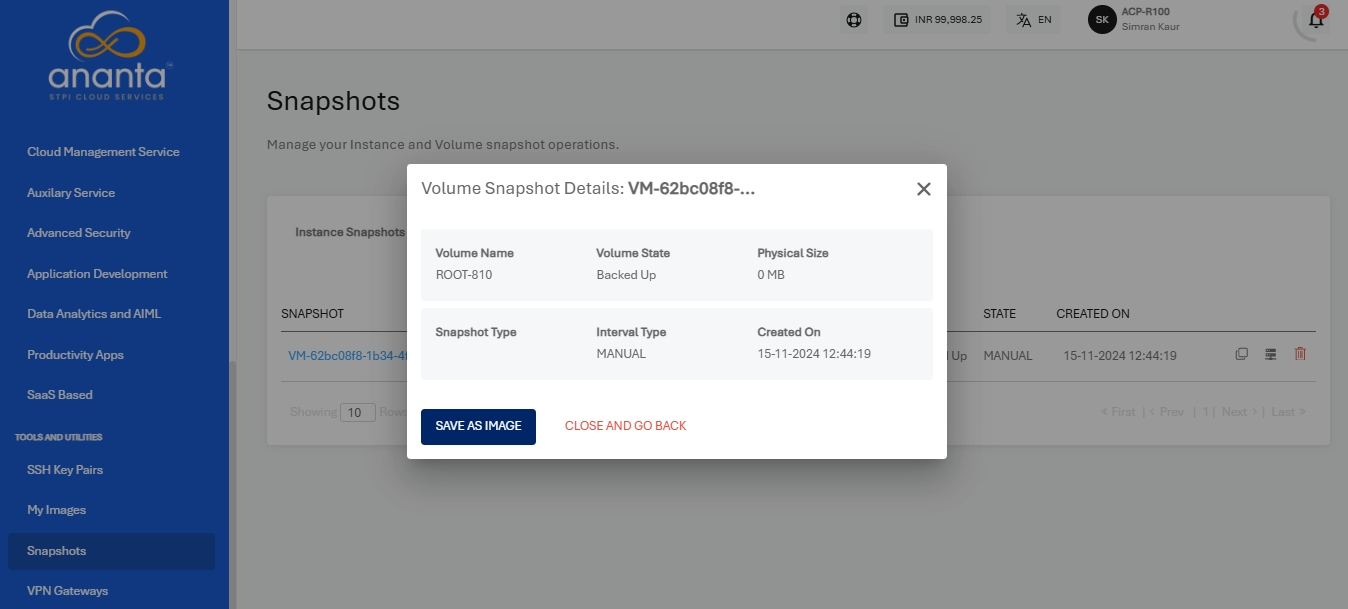 ananta
STPI CLOUD SERVICES
INR 99,998.25
EN
SK
ACP-R100
Simran Kaur
3
Cloud Management Service
Auxilary Service
Advanced Security
Application Development
Data Analytics and AIML
Productivity Apps
SaaS Based
TOOLS AND UTILITIES
SSH Key Pairs
My Images
Snapshots
VPN Gateways
Snapshots
Manage your Instance and Volume snapshot operations.
Instance Snapshots
SNAPSHOT STATE CREATED ON
VM-62bc08f8-1b34-4f Up MANUAL 15-11-2024 12:44:19
Showing 10 Rows « First | ‹ Prev | 1 | Next › | Last »
Volume Snapshot Details: VM-62bc08f8-...
Volume Name Volume State Physical Size
ROOT-810 Backed Up 0 MB
Snapshot Type Interval Type Created On
MANUAL 15-11-2024 12:44:19
SAVE AS IMAGE CLOSE AND GO BACK